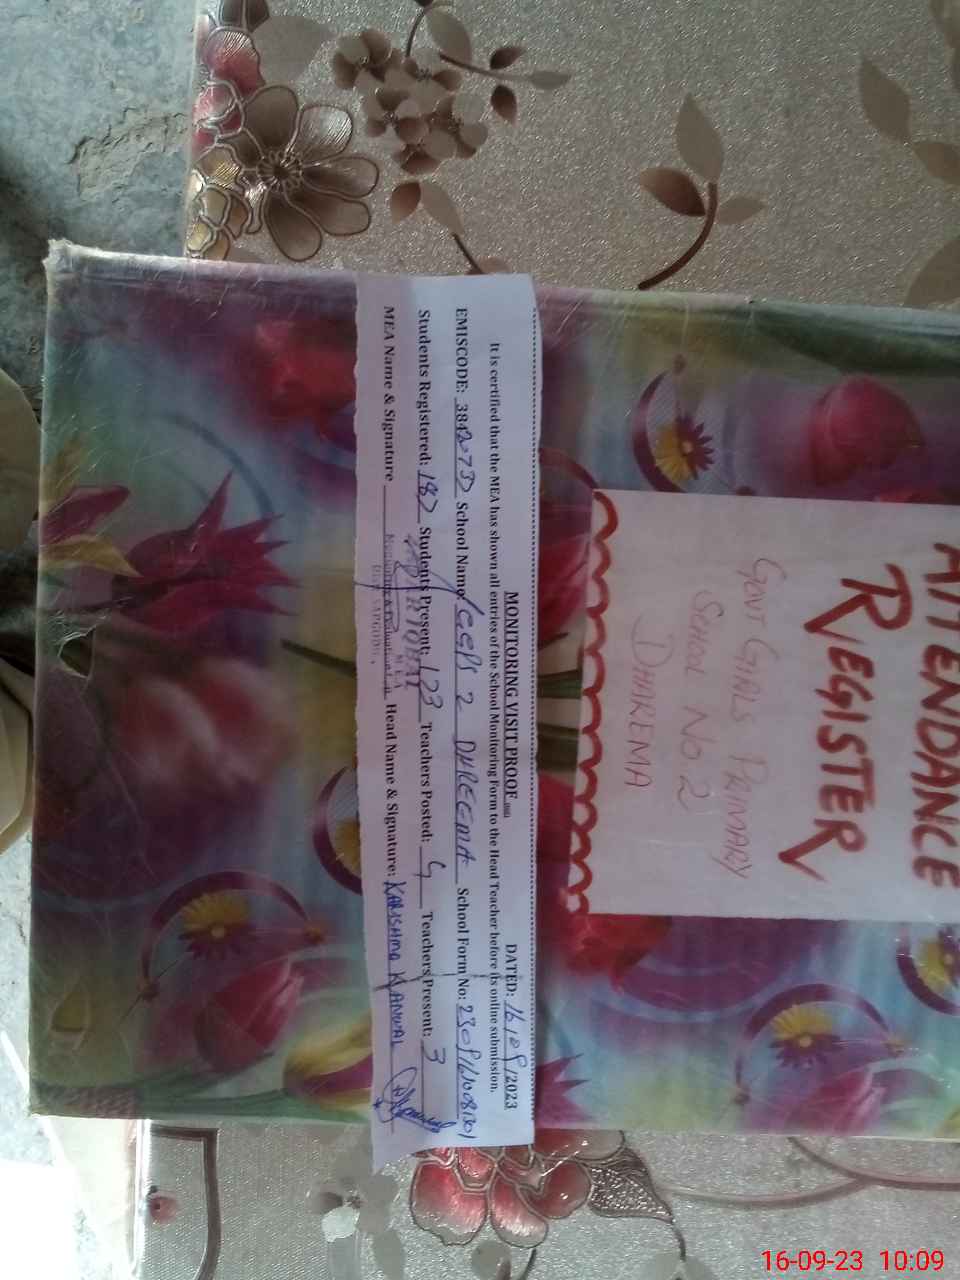 ATTENDANCE
REGISTER
GOVT GIRLS PRIMARY
SCHOOL NO 2
DHREMA
MONITORING VISIT PROOF
DATED: 16/09/2023
It is certified that the MEA has shown all entries of the School Monitoring Form to the Head Teacher before its online submission.
EMISCODE: School Name GGPS 2 DHREMA School Form No:
Students Registered: 182 Students Present: 123 Teachers Posted: Teachers Present: 3
MEA Name & Signature Head Name & Signature: KARISHMA KANWAL
M E A
Monitoring & Evaluation
16-09-23 10:09